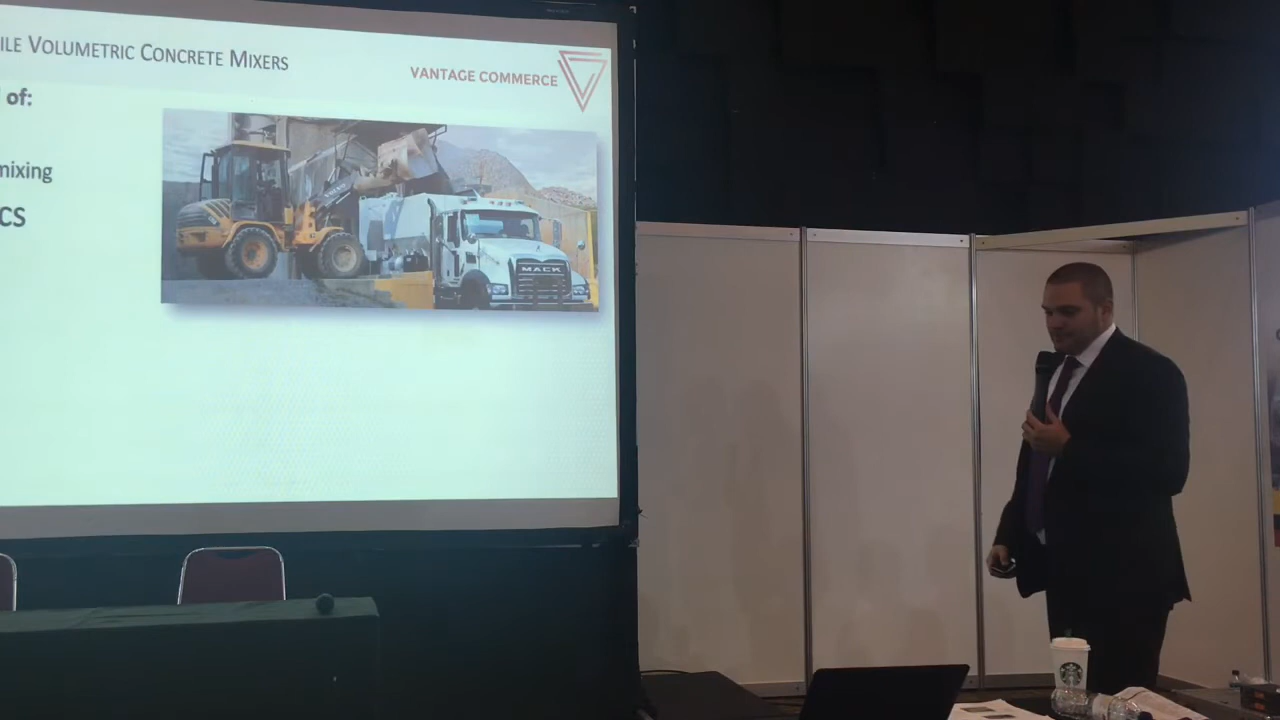 ILE VOLUMETRIC CONCRETE MIXERS
VANTAGE COMMERCE
of:
mixing
CS
MACK